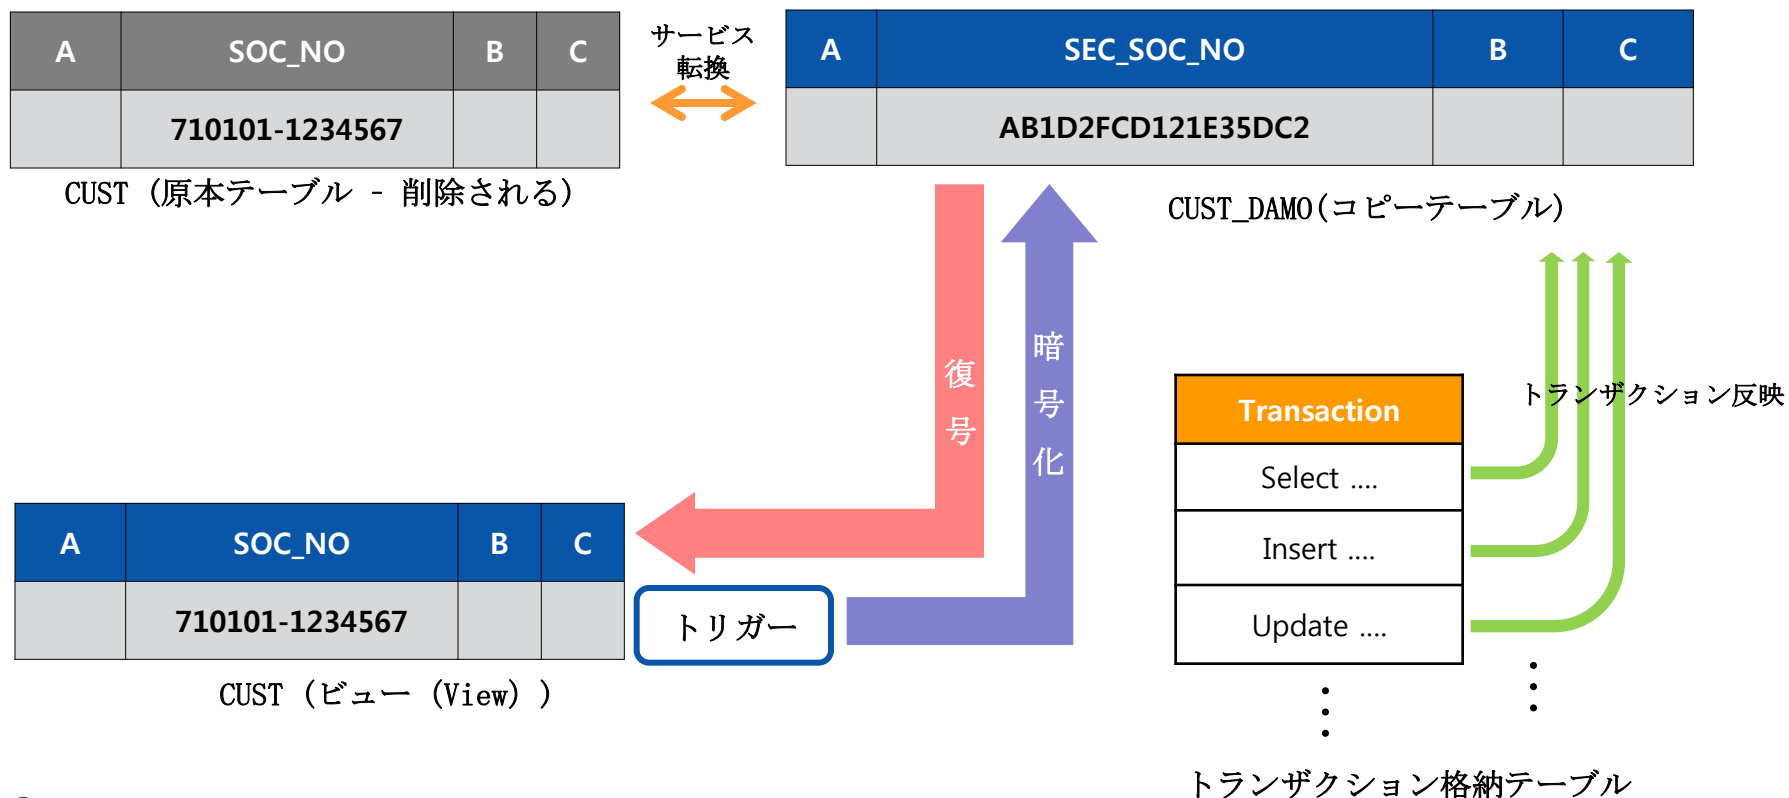 A SOC_NO B C
710101-1234567
CUST (原本テーブル - 削除される)
サービス
転換
A SEC_SOC_NO B C
AB1D2FCD121E35DC2
CUST_DAMO(コピーテーブル)
復号
暗号化
トランザクション反映
Transaction
Select ....
Insert ....
Update ....
トランザクション格納テーブル
A SOC_NO B C
710101-1234567
トリガー
CUST (ビュー (View) )